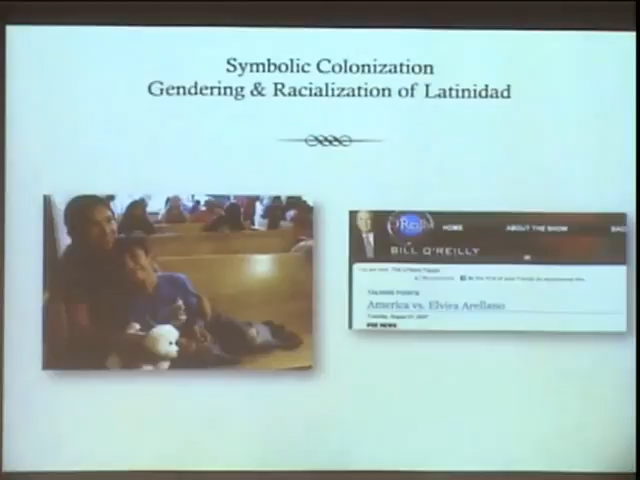 Symbolic Colonization
Gendering & Racialization of Latinidad
O'Reilly
HOME
ABOUT THE SHOW
BILL O'REILLY
TALKING POINTS
America vs. Elvira Arellano
FOX NEWS